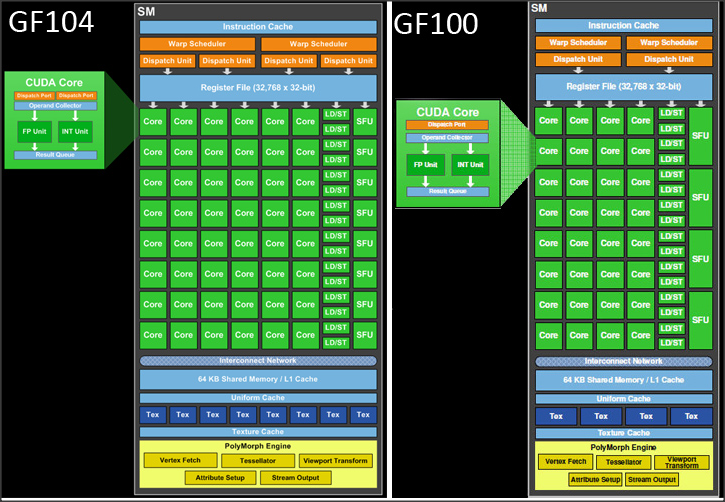 GF104
SM
Instruction Cache
Warp Scheduler Warp Scheduler
Dispatch Unit Dispatch Unit Dispatch Unit Dispatch Unit
Register File (32,768 x 32-bit)
CUDA Core
Dispatch Port Dispatch Port
Operand Collector
FP Unit INT Unit
Result Queue
Core Core Core Core Core Core LD/ST SFU
LD/ST
Core Core Core Core Core Core LD/ST SFU
LD/ST
Core Core Core Core Core Core LD/ST SFU
LD/ST
Core Core Core Core Core Core LD/ST SFU
LD/ST
Core Core Core Core Core Core LD/ST SFU
LD/ST
Core Core Core Core Core Core LD/ST SFU
LD/ST
Core Core Core Core Core Core LD/ST SFU
LD/ST
Core Core Core Core Core Core LD/ST SFU
LD/ST
Interconnect Network
64 KB Shared Memory / L1 Cache
Uniform Cache
Tex Tex Tex Tex Tex Tex Tex Tex
Texture Cache
PolyMorph Engine
Vertex Fetch Tessellator Viewport Transform
Attribute Setup Stream Output
GF100
SM
Instruction Cache
Warp Scheduler Warp Scheduler
Dispatch Unit Dispatch Unit
Register File (32,768 x 32-bit)
CUDA Core
Dispatch Port
Operand Collector
FP Unit INT Unit
Result Queue
Core Core Core Core LD/ST
LD/ST
SFU
Core Core Core Core LD/ST
LD/ST
Core Core Core Core LD/ST
LD/ST
SFU
Core Core Core Core LD/ST
LD/ST
Core Core Core Core LD/ST
LD/ST
SFU
Core Core Core Core LD/ST
LD/ST
Core Core Core Core LD/ST
LD/ST
SFU
Core Core Core Core LD/ST
LD/ST
Interconnect Network
64 KB Shared Memory / L1 Cache
Uniform Cache
Tex Tex Tex Tex
Texture Cache
PolyMorph Engine
Vertex Fetch Tessellator Viewport Transform
Attribute Setup Stream Output